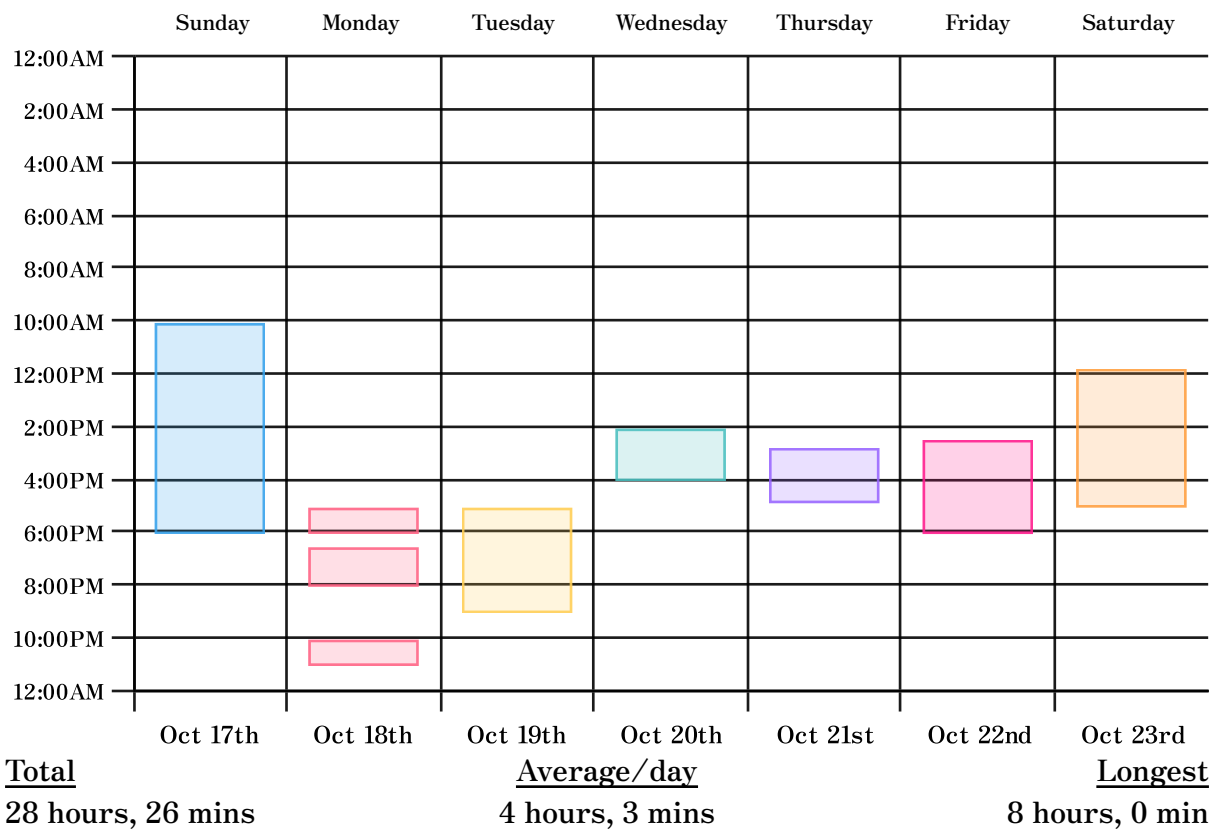 Sunday Monday Tuesday Wednesday Thursday Friday Saturday
12:00AM
2:00AM
4:00AM
6:00AM
8:00AM
10:00AM
12:00PM
2:00PM
4:00PM
6:00PM
8:00PM
10:00PM
12:00AM
Oct 17th Oct 18th Oct 19th Oct 20th Oct 21st Oct 22nd Oct 23rd
Total Average/day Longest
28 hours, 26 mins 4 hours, 3 mins 8 hours, 0 min